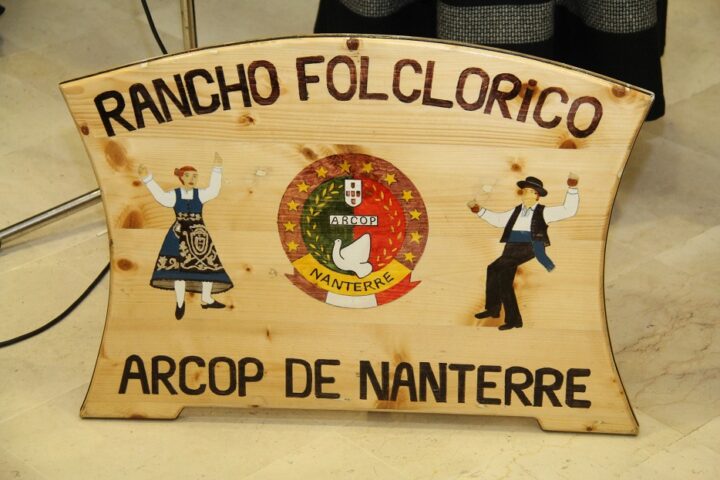 RANCHO FOLCLORiCO
ARCOP
NANTERRE
ARCOP DE NANTERRE